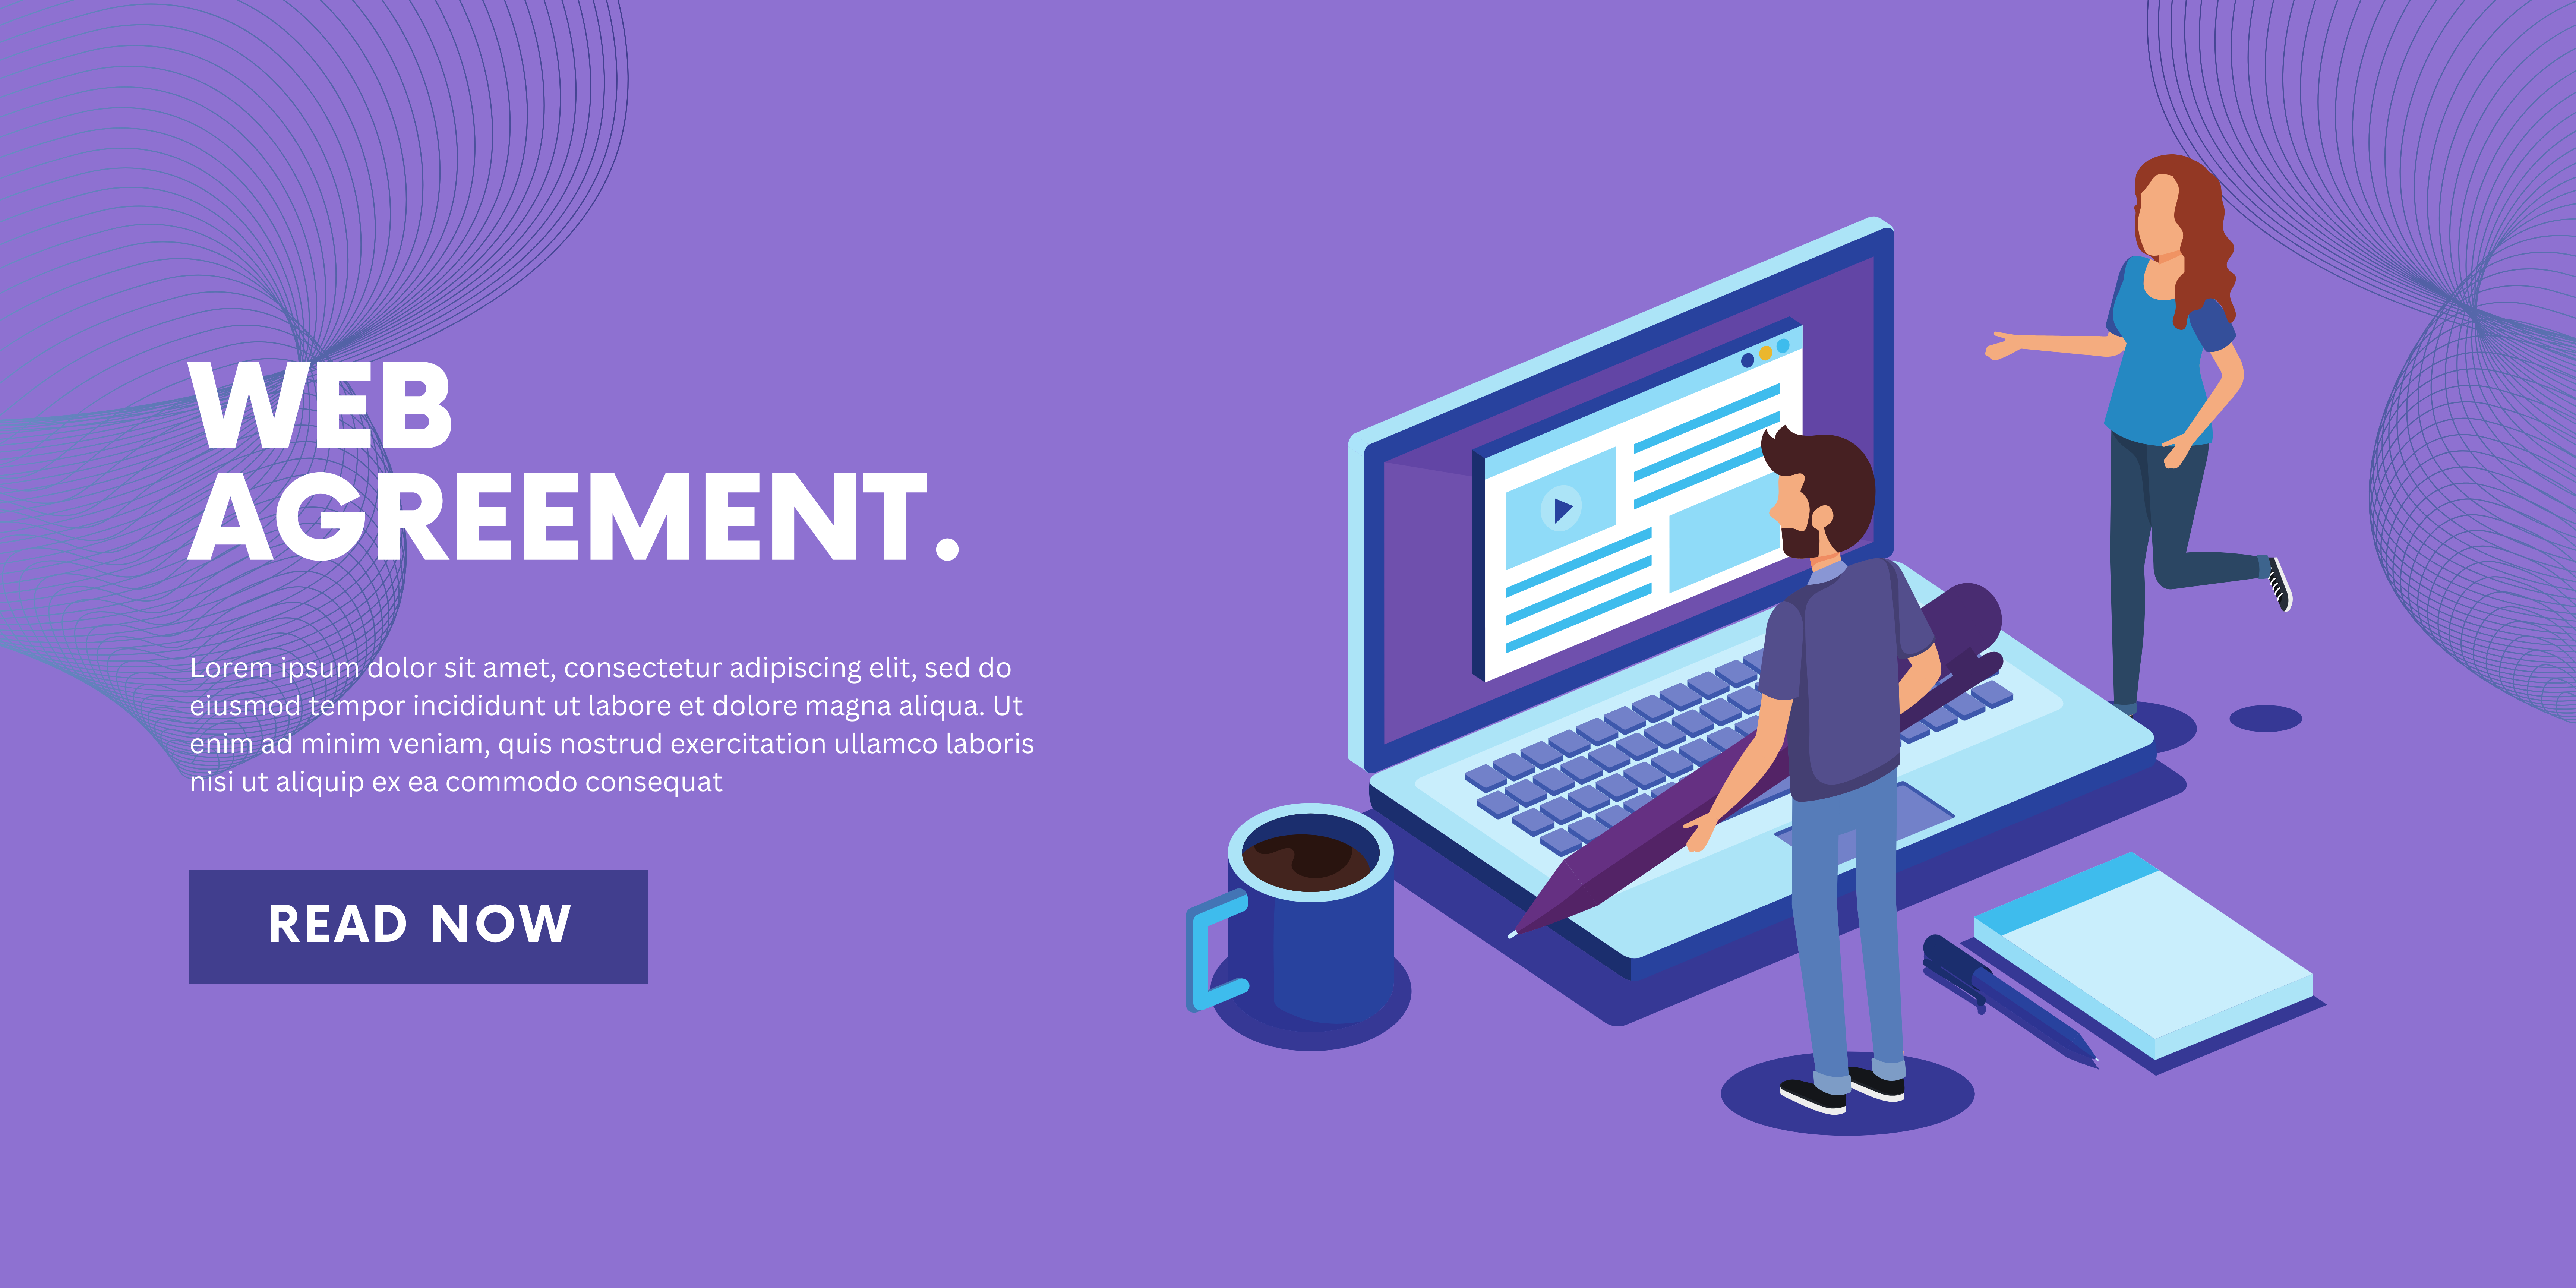 WEB
AGREEMENT.
Lorem ipsum dolor sit amet, consectetur adipiscing elit, sed do
eiusmod tempor incididunt ut labore et dolore magna aliqua. Ut
enim ad minim veniam, quis nostrud exercitation ullamco laboris
nisi ut aliquip ex ea commodo consequat
READ NOW